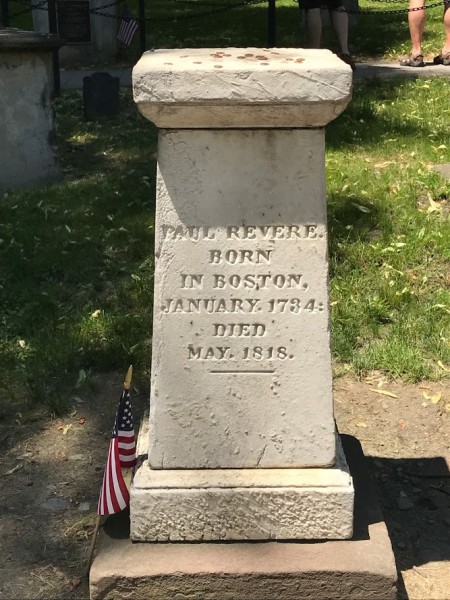 PAUL REVERE.
BORN
IN BOSTON,
JANUARY. 1734:
DIED
MAY. 1818.